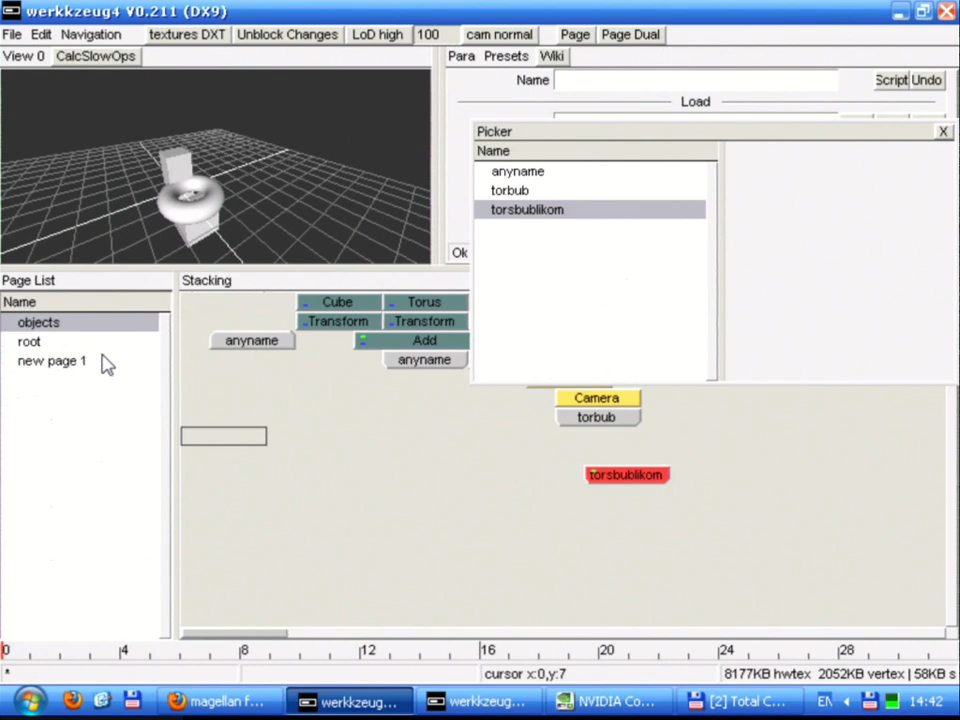 werkkzeug4 V0.211 (DX9)
File Edit Navigation textures DXT Unblock Changes LoD high 100 cam normal Page Page Dual
View 0 CalcSlowOps Para Presets Wiki
Name Script Undo
Load
Picker X
Name
anyname
torbub
torsbublikom
Ok
Page List Stacking
Name
objects
root
new page 1
Cube Torus
Transform Transform
anyname Add
anyname
Camera
torbub
torsbublikom
0 4 8 12 16 20 24 28
* cursor x:0,y:7 8177KB hwtex 2052KB vertex 58KB s
magellan f... werkkzeug... werkkzeug... NVIDIA Co... [2] Total C... EN 14:42